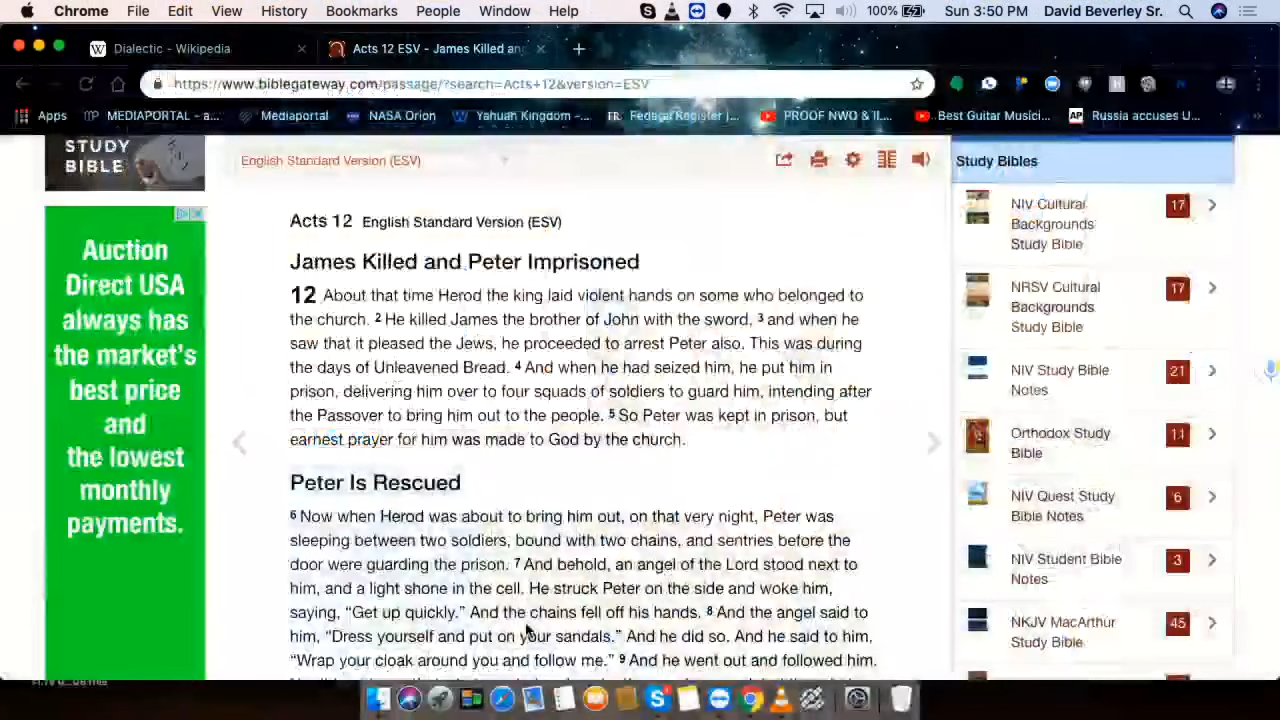 Chrome File Edit View History Bookmarks People Window Help 100% Sun 3:50 PM David Beverley Sr.
Dialectic - Wikipedia × Acts 12 ESV - James Killed and ×
https://www.biblegateway.com/passage/?search=Acts+12&version=ESV
Apps MEDIAPORTAL - a... Mediaportal NASA Orion Yahuah Kingdom -... FR Federal Register |... PROOF NWO & IL... Best Guitar Musici... AP Russia accuses U...
STUDY
BIBLE
English Standard Version (ESV)
Study Bibles
Auction
Direct USA
always has
the market's
best price
and
the lowest
monthly
payments.
Acts 12 English Standard Version (ESV)
James Killed and Peter Imprisoned
12 About that time Herod the king laid violent hands on some who belonged to
the church. 2 He killed James the brother of John with the sword, 3 and when he
saw that it pleased the Jews, he proceeded to arrest Peter also. This was during
the days of Unleavened Bread. 4 And when he had seized him, he put him in
prison, delivering him over to four squads of soldiers to guard him, intending after
the Passover to bring him out to the people. 5 So Peter was kept in prison, but
earnest prayer for him was made to God by the church.
Peter Is Rescued
6 Now when Herod was about to bring him out, on that very night, Peter was
sleeping between two soldiers, bound with two chains, and sentries before the
door were guarding the prison. 7 And behold, an angel of the Lord stood next to
him, and a light shone in the cell. He struck Peter on the side and woke him,
saying, “Get up quickly.” And the chains fell off his hands. 8 And the angel said to
him, “Dress yourself and put on your sandals.” And he did so. And he said to him,
“Wrap your cloak around you and follow me.” 9 And he went out and followed him.
NIV Cultural
Backgrounds
Study Bible
17
NRSV Cultural
Backgrounds
Study Bible
17
NIV Study Bible
Notes
21
Orthodox Study
Bible
11
NIV Quest Study
Bible Notes
6
NIV Student Bible
Notes
3
NKJV MacArthur
Study Bible
45